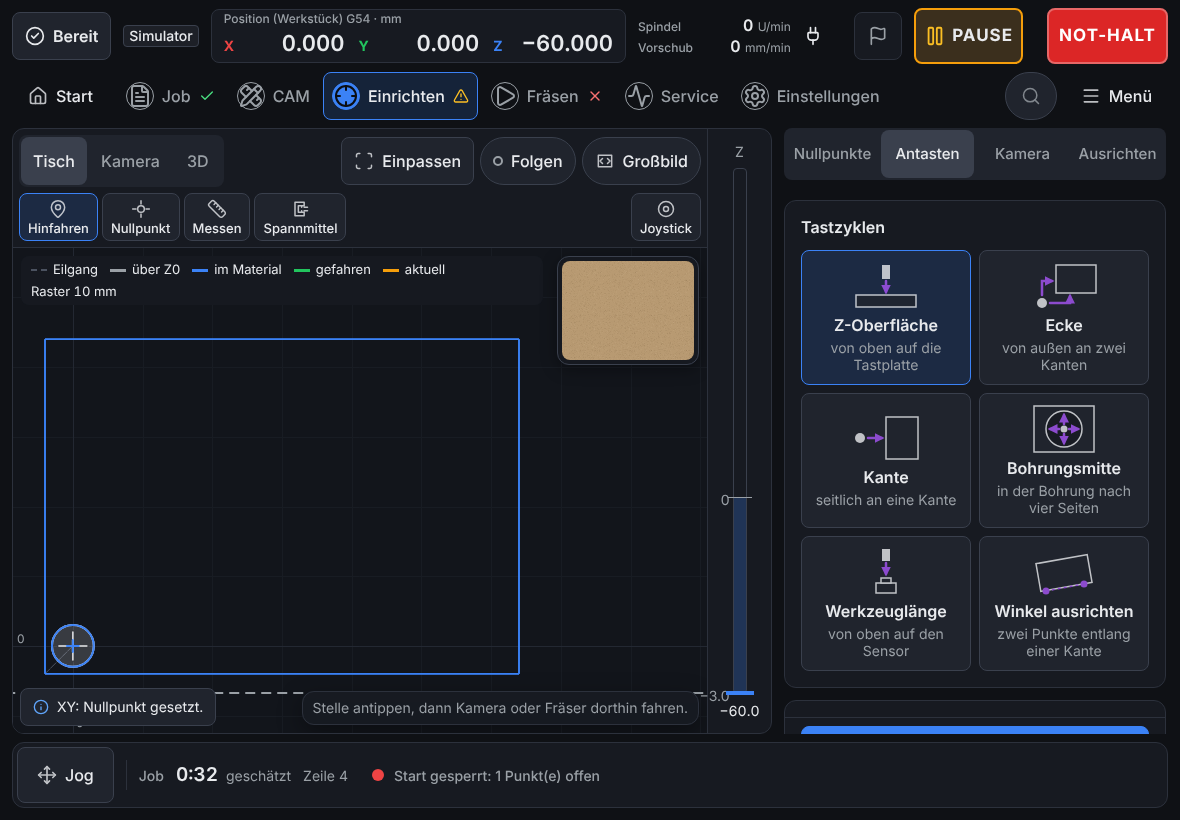 Bereit
Simulator
Position (Werkstück) G54 · mm
X 0.000 Y 0.000 Z −60.000
Spindel 0 U/min
Vorschub 0 mm/min
PAUSE
NOT-HALT
Start
Job
CAM
Einrichten
Fräsen
Service
Einstellungen
Menü
Tisch
Kamera
3D
Einpassen
Folgen
Großbild
Hinfahren
Nullpunkt
Messen
Spannmittel
Joystick
Eilgang
über Z0
im Material
gefahren
aktuell
Raster 10 mm
0
XY: Nullpunkt gesetzt.
Stelle antippen, dann Kamera oder Fräser dorthin fahren.
Z
0
−3.0
−60.0
Nullpunkte
Antasten
Kamera
Ausrichten
Tastzyklen
Z-Oberfläche
von oben auf die
Tastplatte
Ecke
von außen an zwei
Kanten
Kante
seitlich an eine Kante
Bohrungsmitte
in der Bohrung nach
vier Seiten
Werkzeuglänge
von oben auf den
Sensor
Winkel ausrichten
zwei Punkte entlang
einer Kante
Jog
Job 0:32 geschätzt Zeile 4
Start gesperrt: 1 Punkt(e) offen